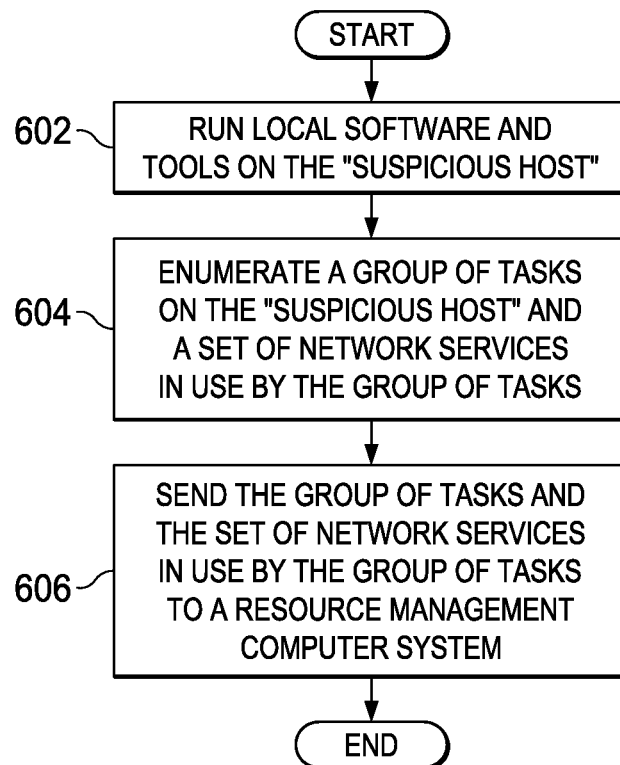 START
602
RUN LOCAL SOFTWARE AND
TOOLS ON THE "SUSPICIOUS HOST"
604
ENUMERATE A GROUP OF TASKS
ON THE "SUSPICIOUS HOST" AND
A SET OF NETWORK SERVICES
IN USE BY THE GROUP OF TASKS
606
SEND THE GROUP OF TASKS AND
THE SET OF NETWORK SERVICES
IN USE BY THE GROUP OF TASKS
TO A RESOURCE MANAGEMENT
COMPUTER SYSTEM
END